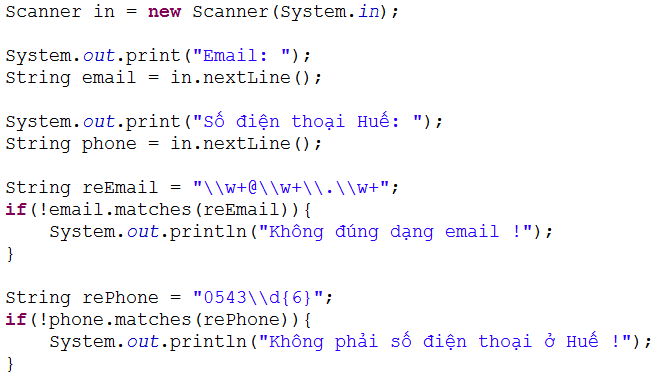 Scanner in = new Scanner(System.in);
System.out.print("Email: ");
String email = in.nextLine();
System.out.print("Số điện thoại Huế: ");
String phone = in.nextLine();
String reEmail = "\\w+@\\w+\\.\\w+";
if(!email.matches(reEmail)){
System.out.println("Không đúng dạng email !");
}
String rePhone = "0543\\d{6}";
if(!phone.matches(rePhone)){
System.out.println("Không phải số điện thoại ở Huế !");
}